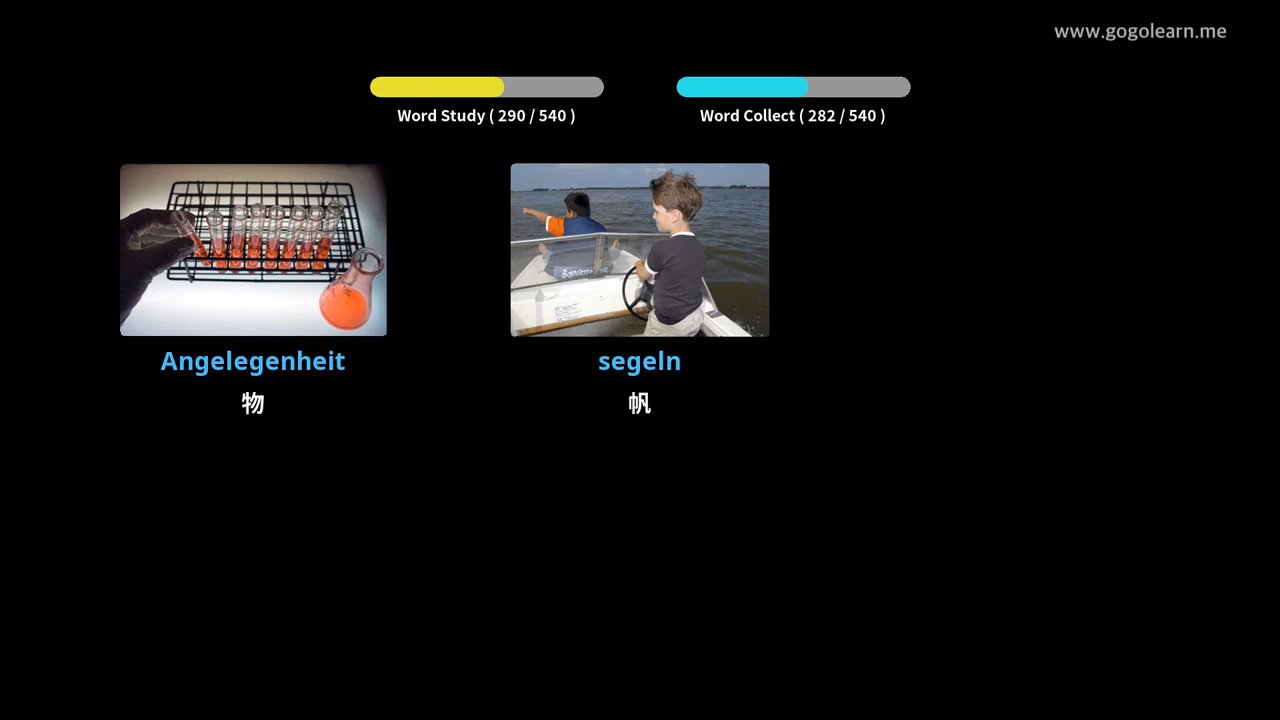 www.gogolearn.me
Word Study ( 290 / 540 )
Word Collect ( 282 / 540 )
Angelegenheit
segeln
物
帆